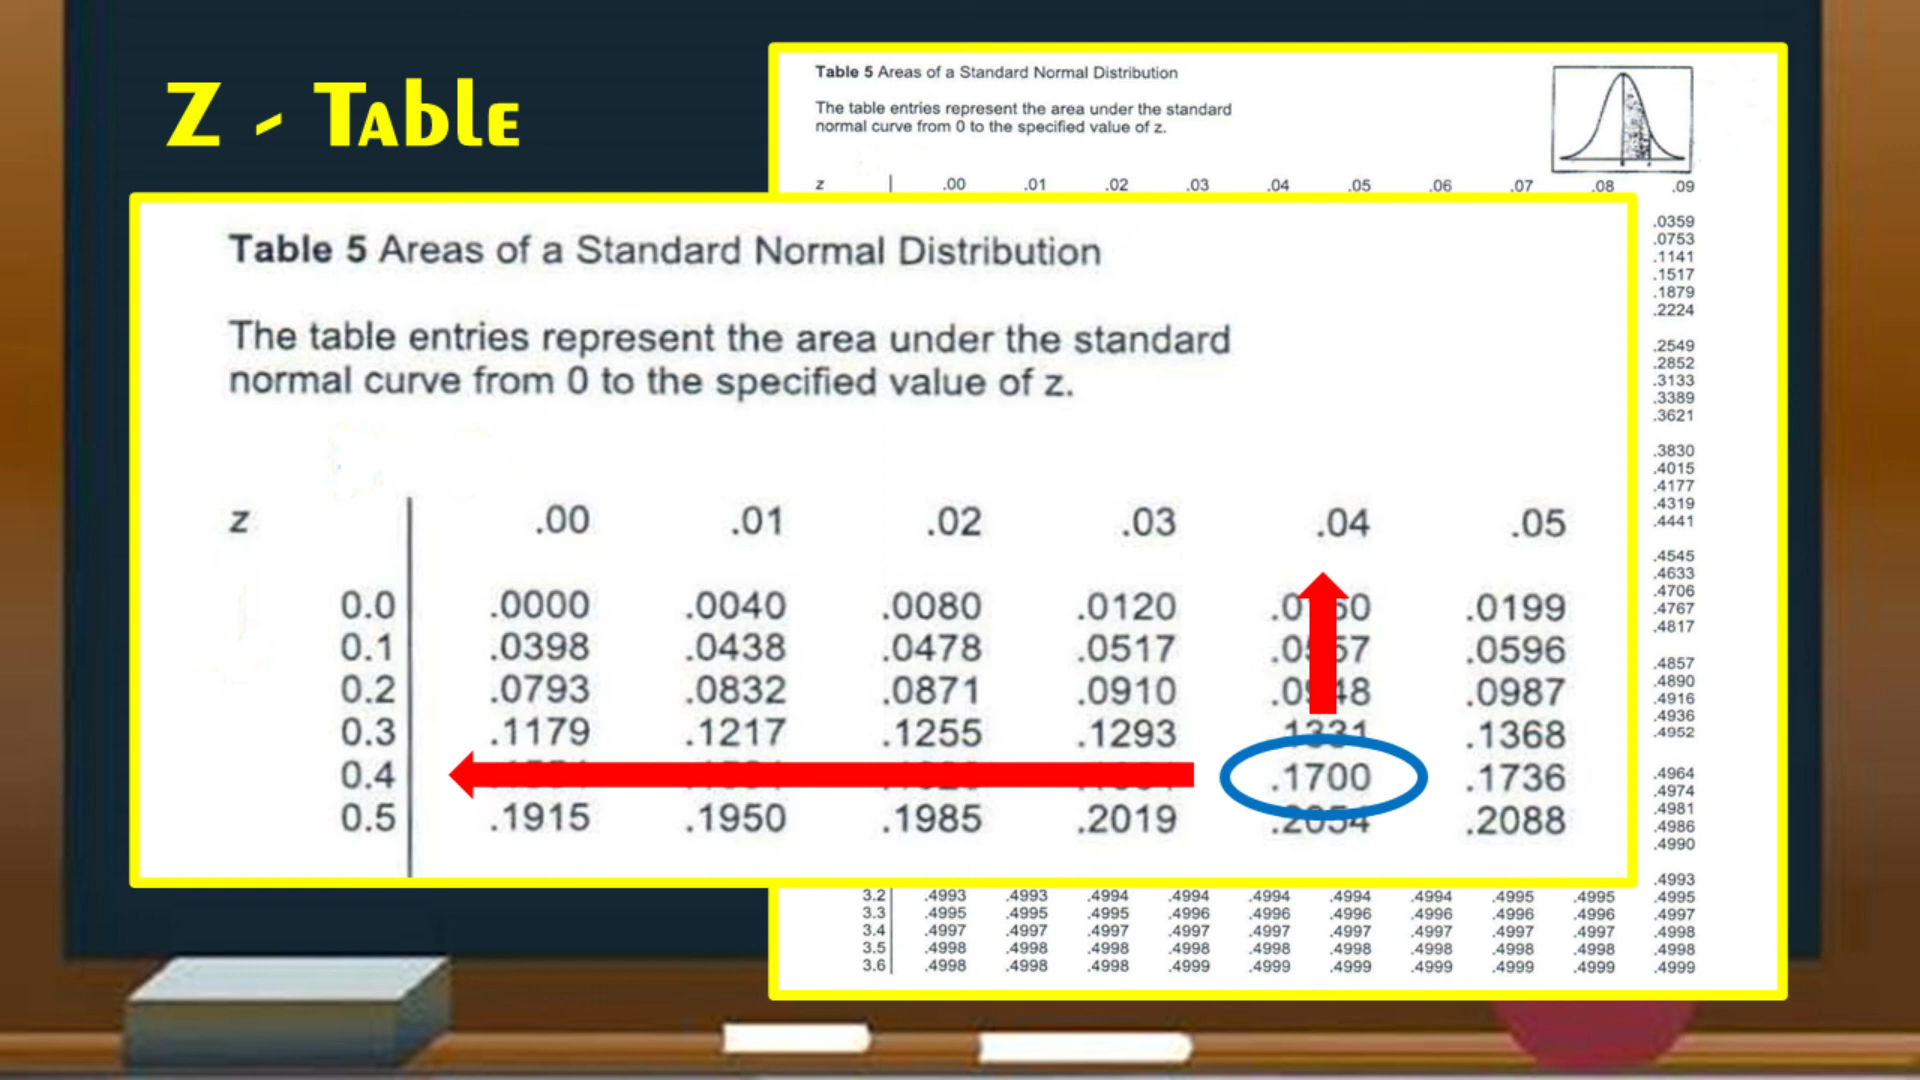 Z - Table
Table 5 Areas of a Standard Normal Distribution
The table entries represent the area under the standard
normal curve from 0 to the specified value of z.
z .00 .01 .02 .03 .04 .05 .06 .07 .08 .09
Table 5 Areas of a Standard Normal Distribution
The table entries represent the area under the standard
normal curve from 0 to the specified value of z.
z .00 .01 .02 .03 .04 .05
0.0 .0000 .0040 .0080 .0120 .0199
0.1 .0398 .0438 .0478 .0517 .0596
0.2 .0793 .0832 .0871 .0910 .0987
0.3 .1179 .1217 .1255 .1293 .1331 .1368
0.4 .1700 .1736
0.5 .1915 .1950 .1985 .2019 .2054 .2088
.0359
.0753
.1141
.1517
.1879
.2224
.2549
.2852
.3133
.3389
.3621
.3830
.4015
.4177
.4319
.4441
.4545
.4633
.4706
.4767
.4817
.4857
.4890
.4916
.4936
.4952
.4964
.4974
.4981
.4986
.4990
.4993
3.2 .4993 .4993 .4994 .4994 .4994 .4994 .4994 .4995 .4995 .4995
3.3 .4995 .4995 .4995 .4996 .4996 .4996 .4996 .4996 .4996 .4997
3.4 .4997 .4997 .4997 .4997 .4997 .4997 .4997 .4997 .4997 .4998
3.5 .4998 .4998 .4998 .4998 .4998 .4998 .4998 .4998 .4998 .4998
3.6 .4998 .4998 .4998 .4999 .4999 .4999 .4999 .4999 .4999 .4999